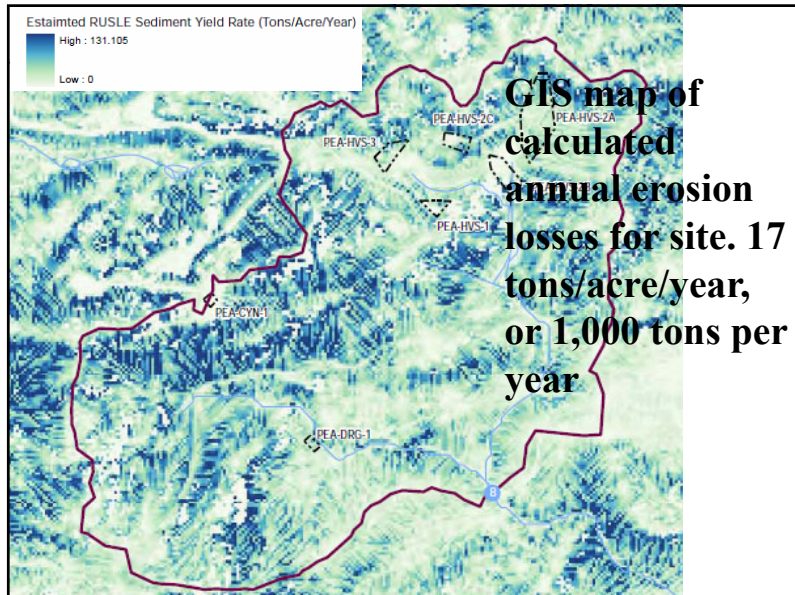 Estaimted RUSLE Sediment Yield Rate (Tons/Acre/Year)
High : 131.105
Low : 0
GIS map of
calculated
annual erosion
losses for site. 17
tons/acre/year,
or 1,000 tons per
year
PEA-HVS-2C
PEA-HVS-2A
PEA-HVS-3
PEA-HVS-1
PEA-CYN-1
PEA-DRG-1
8